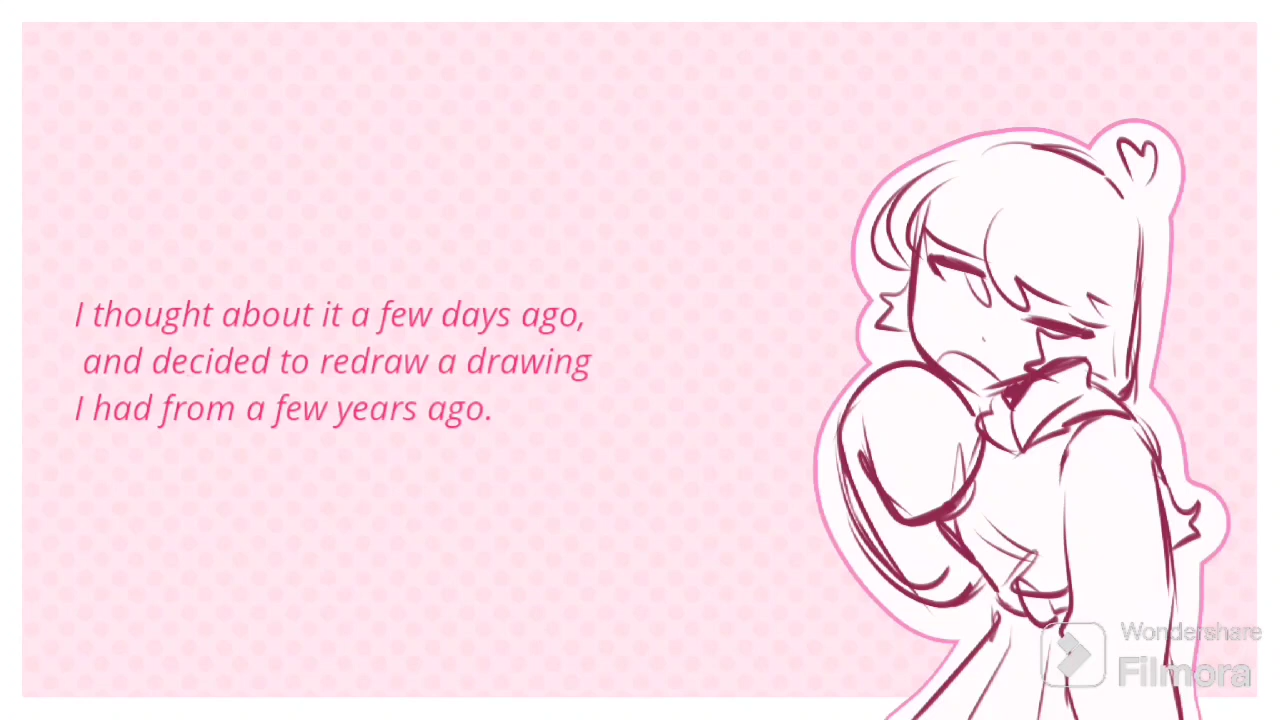 I thought about it a few days ago,
and decided to redraw a drawing
I had from a few years ago.
Wondershare
Filmora